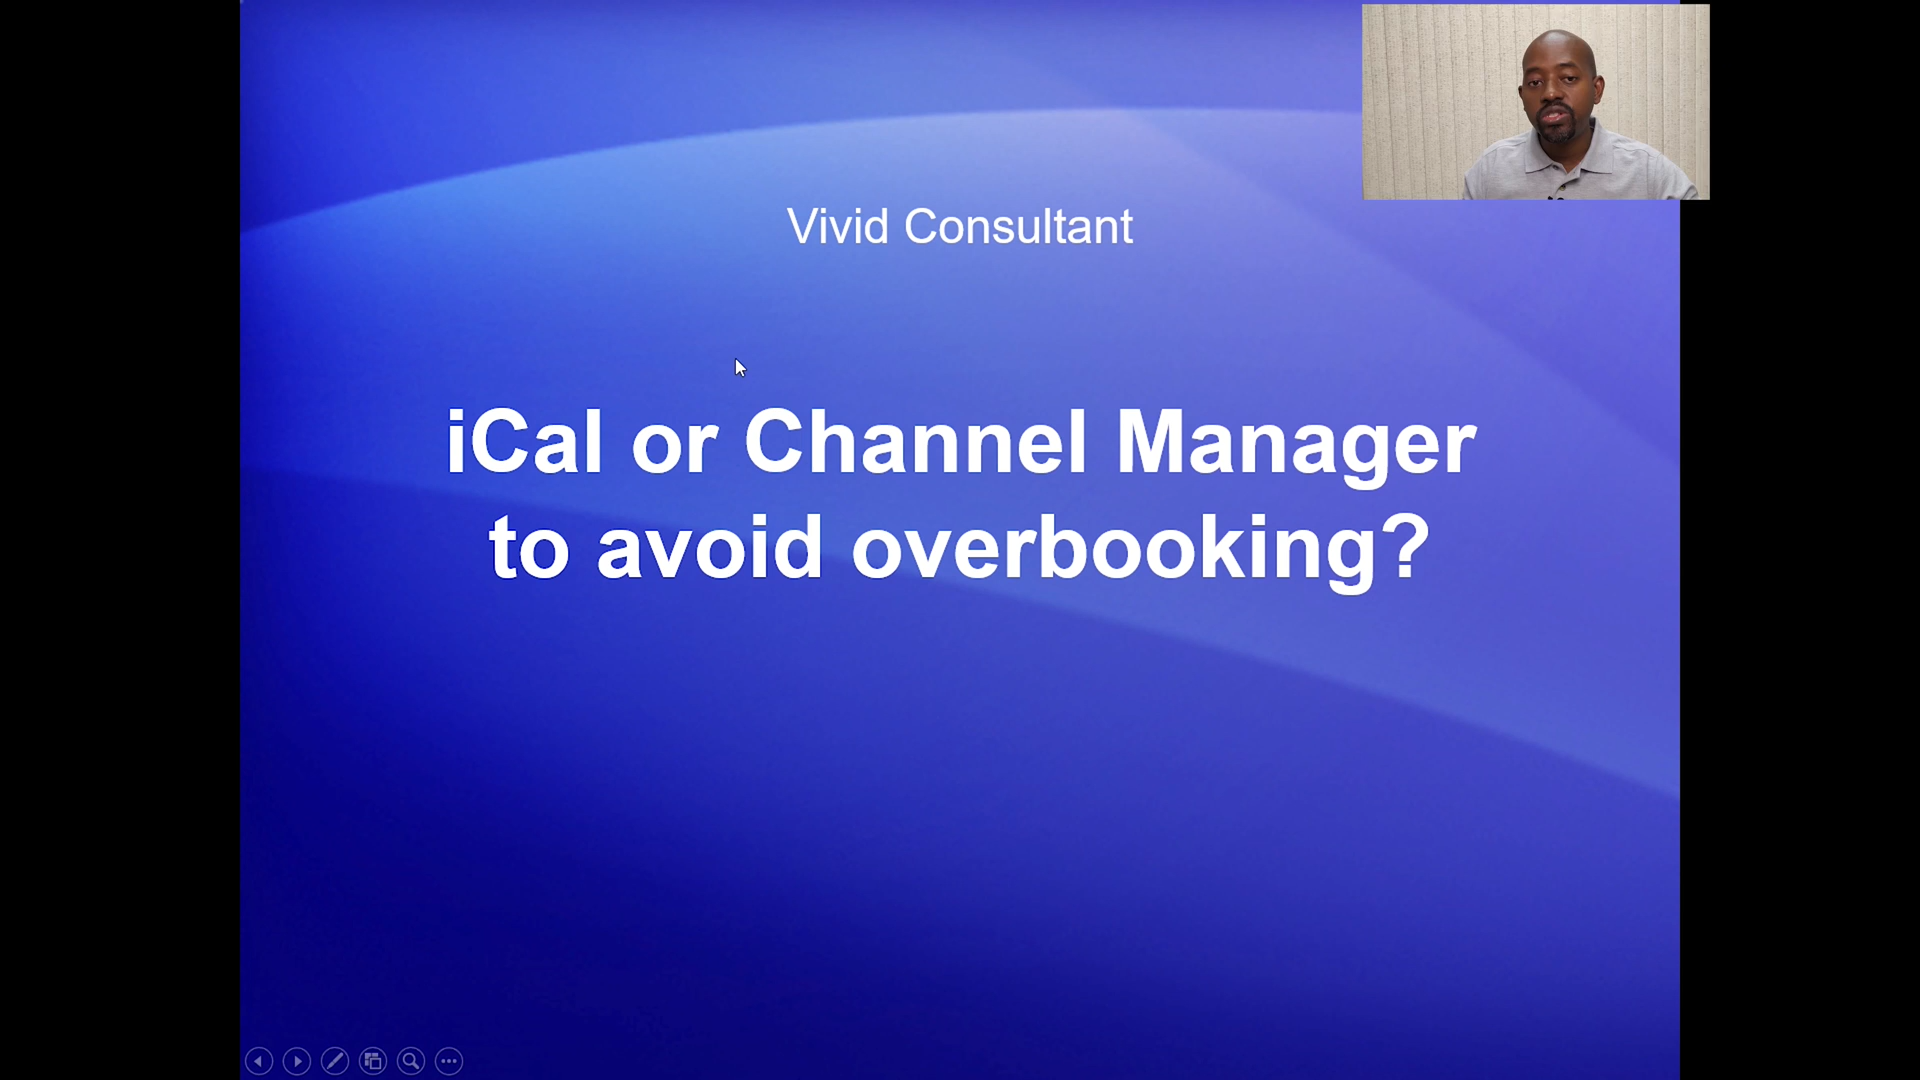 Vivid Consultant
iCal or Channel Manager
to avoid overbooking?